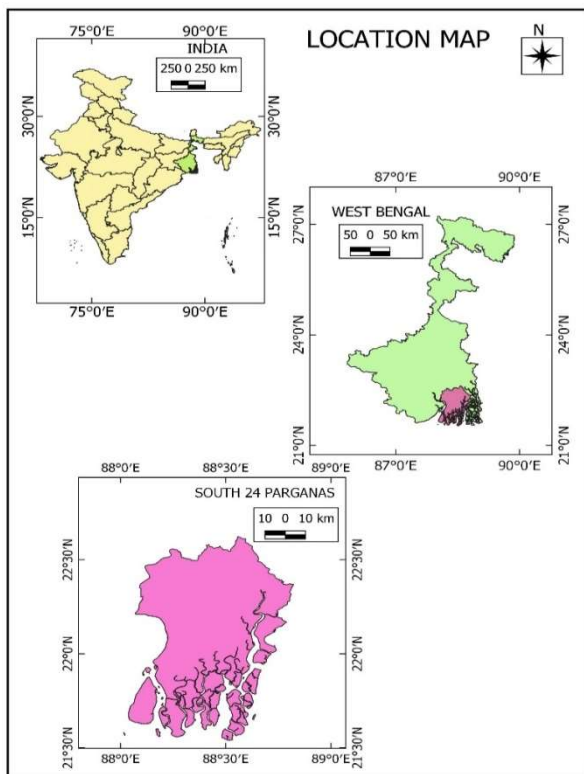 LOCATION MAP
N
75°0'E 90°0'E
INDIA
250 0 250 km
30°0'N 30°0'N
15°0'N 15°0'N
75°0'E 90°0'E
87°0'E 90°0'E
WEST BENGAL
50 0 50 km
27°0'N 27°0'N
24°0'N 24°0'N
21°0'N 21°0'N
87°0'E 90°0'E
88°0'E 88°30'E 89°0'E
SOUTH 24 PARGANAS
10 0 10 km
22°30'N 22°30'N
22°0'N 22°0'N
21°30'N 21°30'N
88°0'E 88°30'E 89°0'E